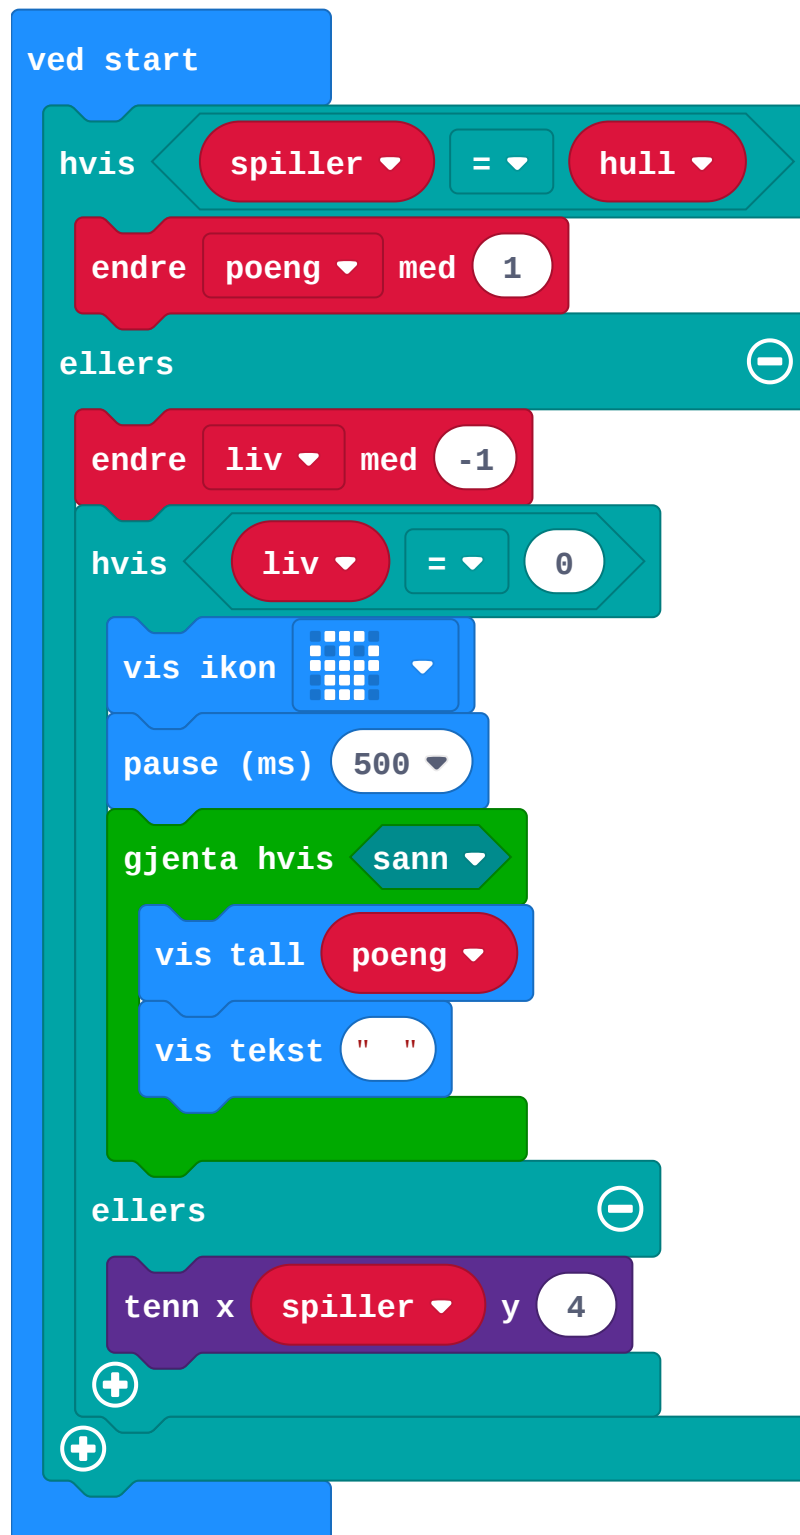 ved start
hvis spiller = hull
endre poeng med 1
ellers
endre liv med -1
hvis liv = 0
vis ikon
pause (ms) 500
gjenta hvis sann
vis tall poeng
vis tekst " "
ellers
tenn x spiller y 4